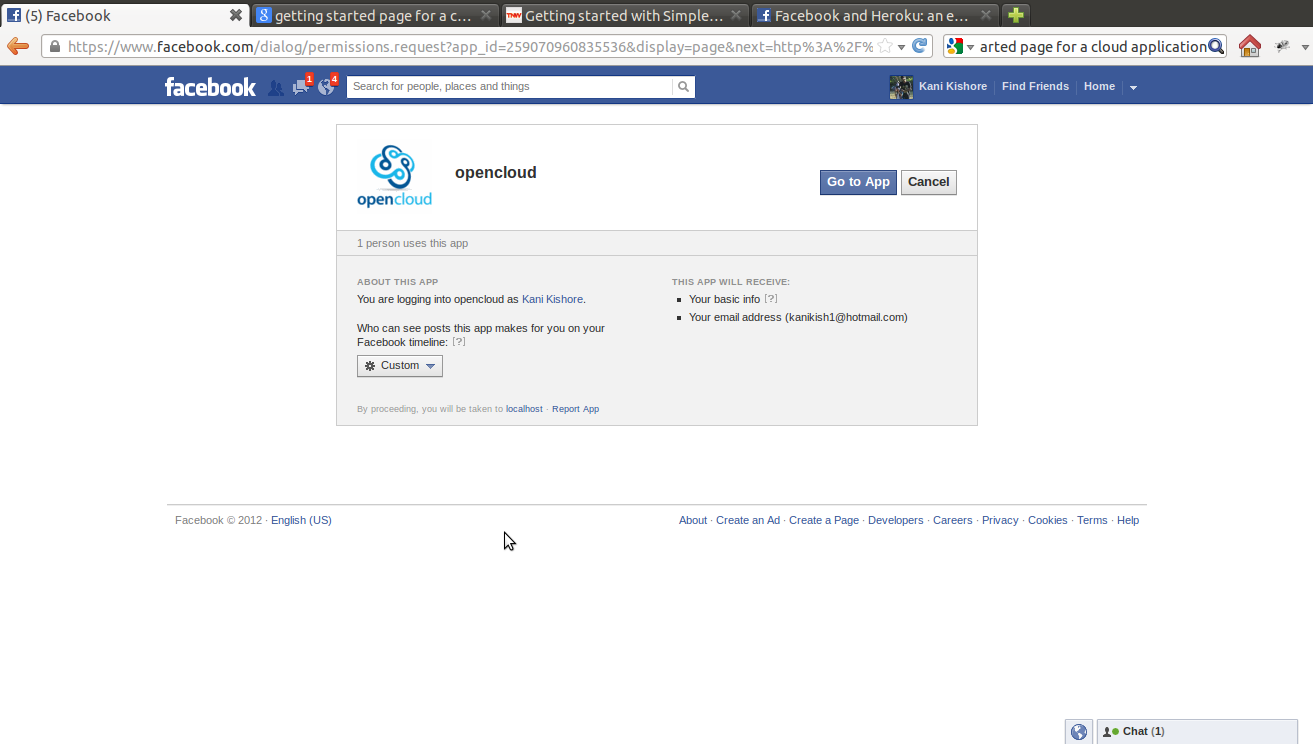 (5) Facebook
getting started page for a c...
Getting started with Simple...
Facebook and Heroku: an e...
https://www.facebook.com/dialog/permissions.request?app_id=259070960835536&display=page&next=http%3A%2F%
arted page for a cloud application
facebook
1
4
Search for people, places and things
Kani Kishore
Find Friends
Home
opencloud
opencloud
Go to App
Cancel
1 person uses this app
ABOUT THIS APP
You are logging into opencloud as Kani Kishore.
Who can see posts this app makes for you on your
Facebook timeline: [?]
Custom
By proceeding, you will be taken to localhost · Report App
THIS APP WILL RECEIVE:
Your basic info [?]
Your email address (kanikish1@hotmail.com)
Facebook © 2012 · English (US)
About · Create an Ad · Create a Page · Developers · Careers · Privacy · Cookies · Terms · Help
Chat (1)